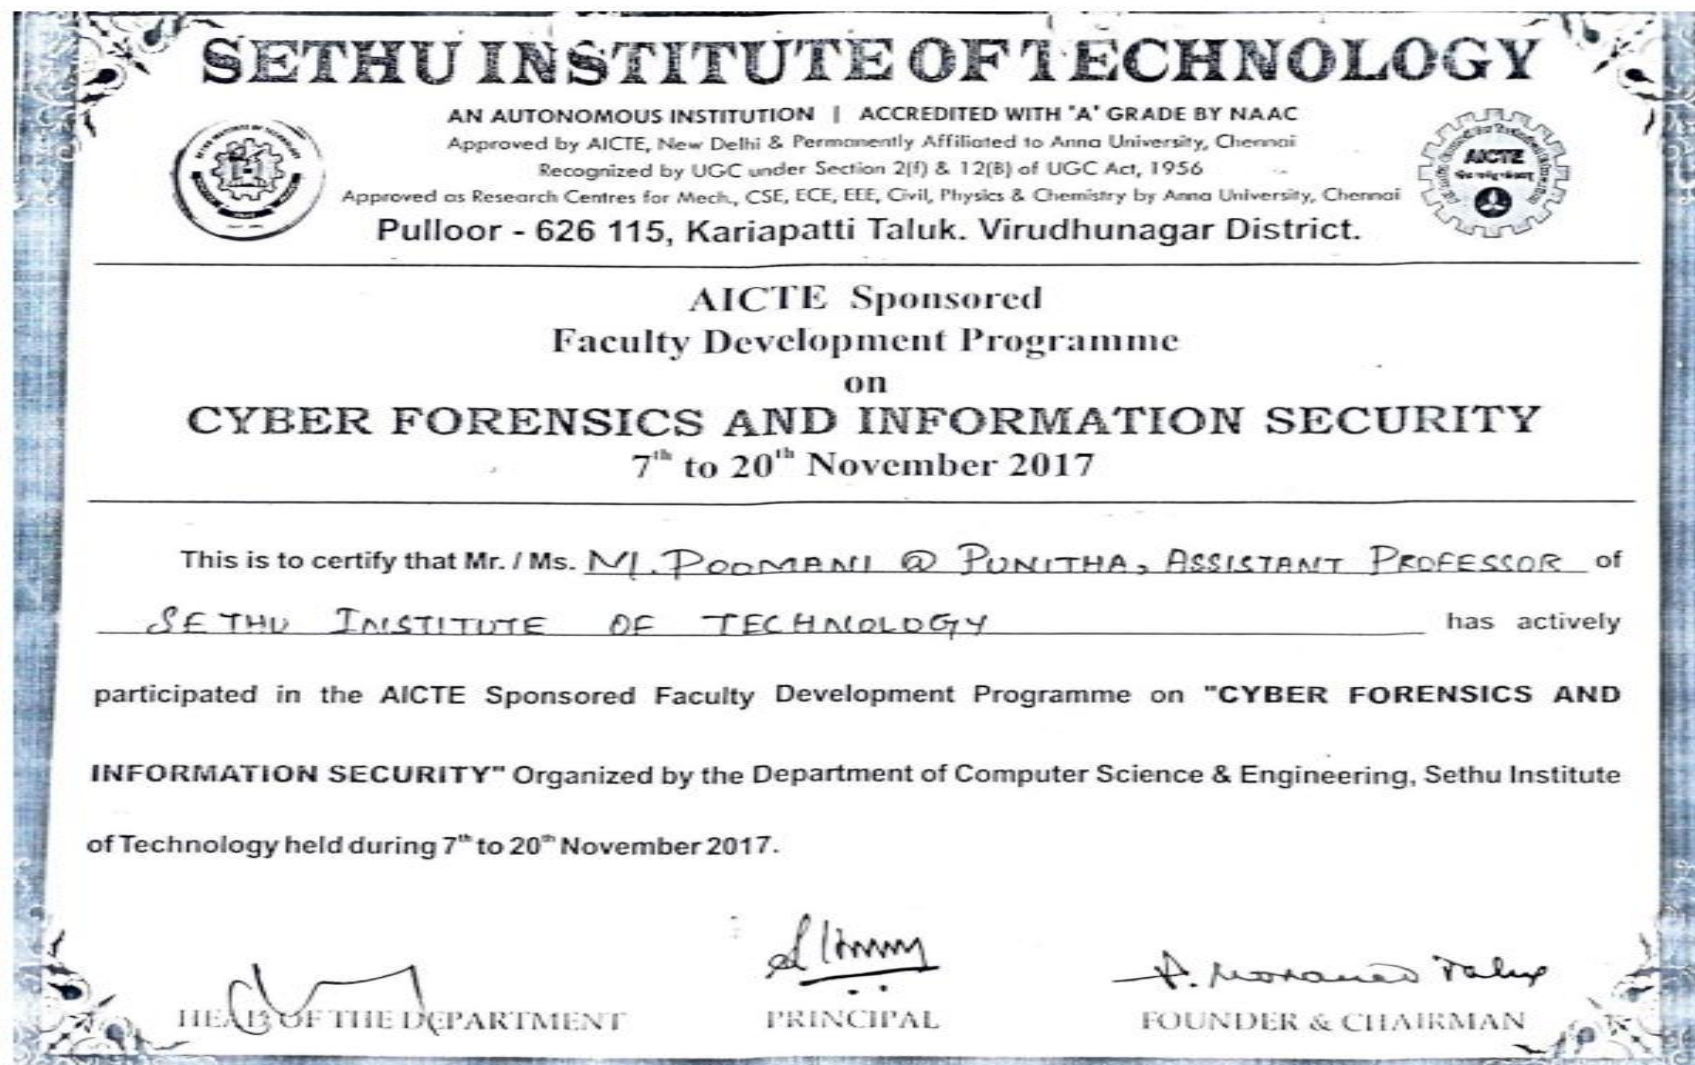 SETHU INSTITUTE OF TECHNOLOGY
AN AUTONOMOUS INSTITUTION | ACCREDITED WITH 'A' GRADE BY NAAC
Approved by AICTE, New Delhi & Permanently Affiliated to Anna University, Chennai
Recognized by UGC under Section 2(f) & 12(B) of UGC Act, 1956
Approved as Research Centres for Mech., CSE, ECE, EEE, Civil, Physics & Chemistry by Anna University, Chennai
AICTE
Pulloor - 626 115, Kariapatti Taluk. Virudhunagar District.
AICTE Sponsored
Faculty Development Programme
on
CYBER FORENSICS AND INFORMATION SECURITY
7th to 20th November 2017
This is to certify that Mr. / Ms. M. POOMANI @ PUNITHA, ASSISTANT PROFESSOR of
SETHU INSTITUTE OF TECHNOLOGY has actively
participated in the AICTE Sponsored Faculty Development Programme on "CYBER FORENSICS AND
INFORMATION SECURITY" Organized by the Department of Computer Science & Engineering, Sethu Institute
of Technology held during 7th to 20th November 2017.
HEAD OF THE DEPARTMENT PRINCIPAL FOUNDER & CHAIRMAN